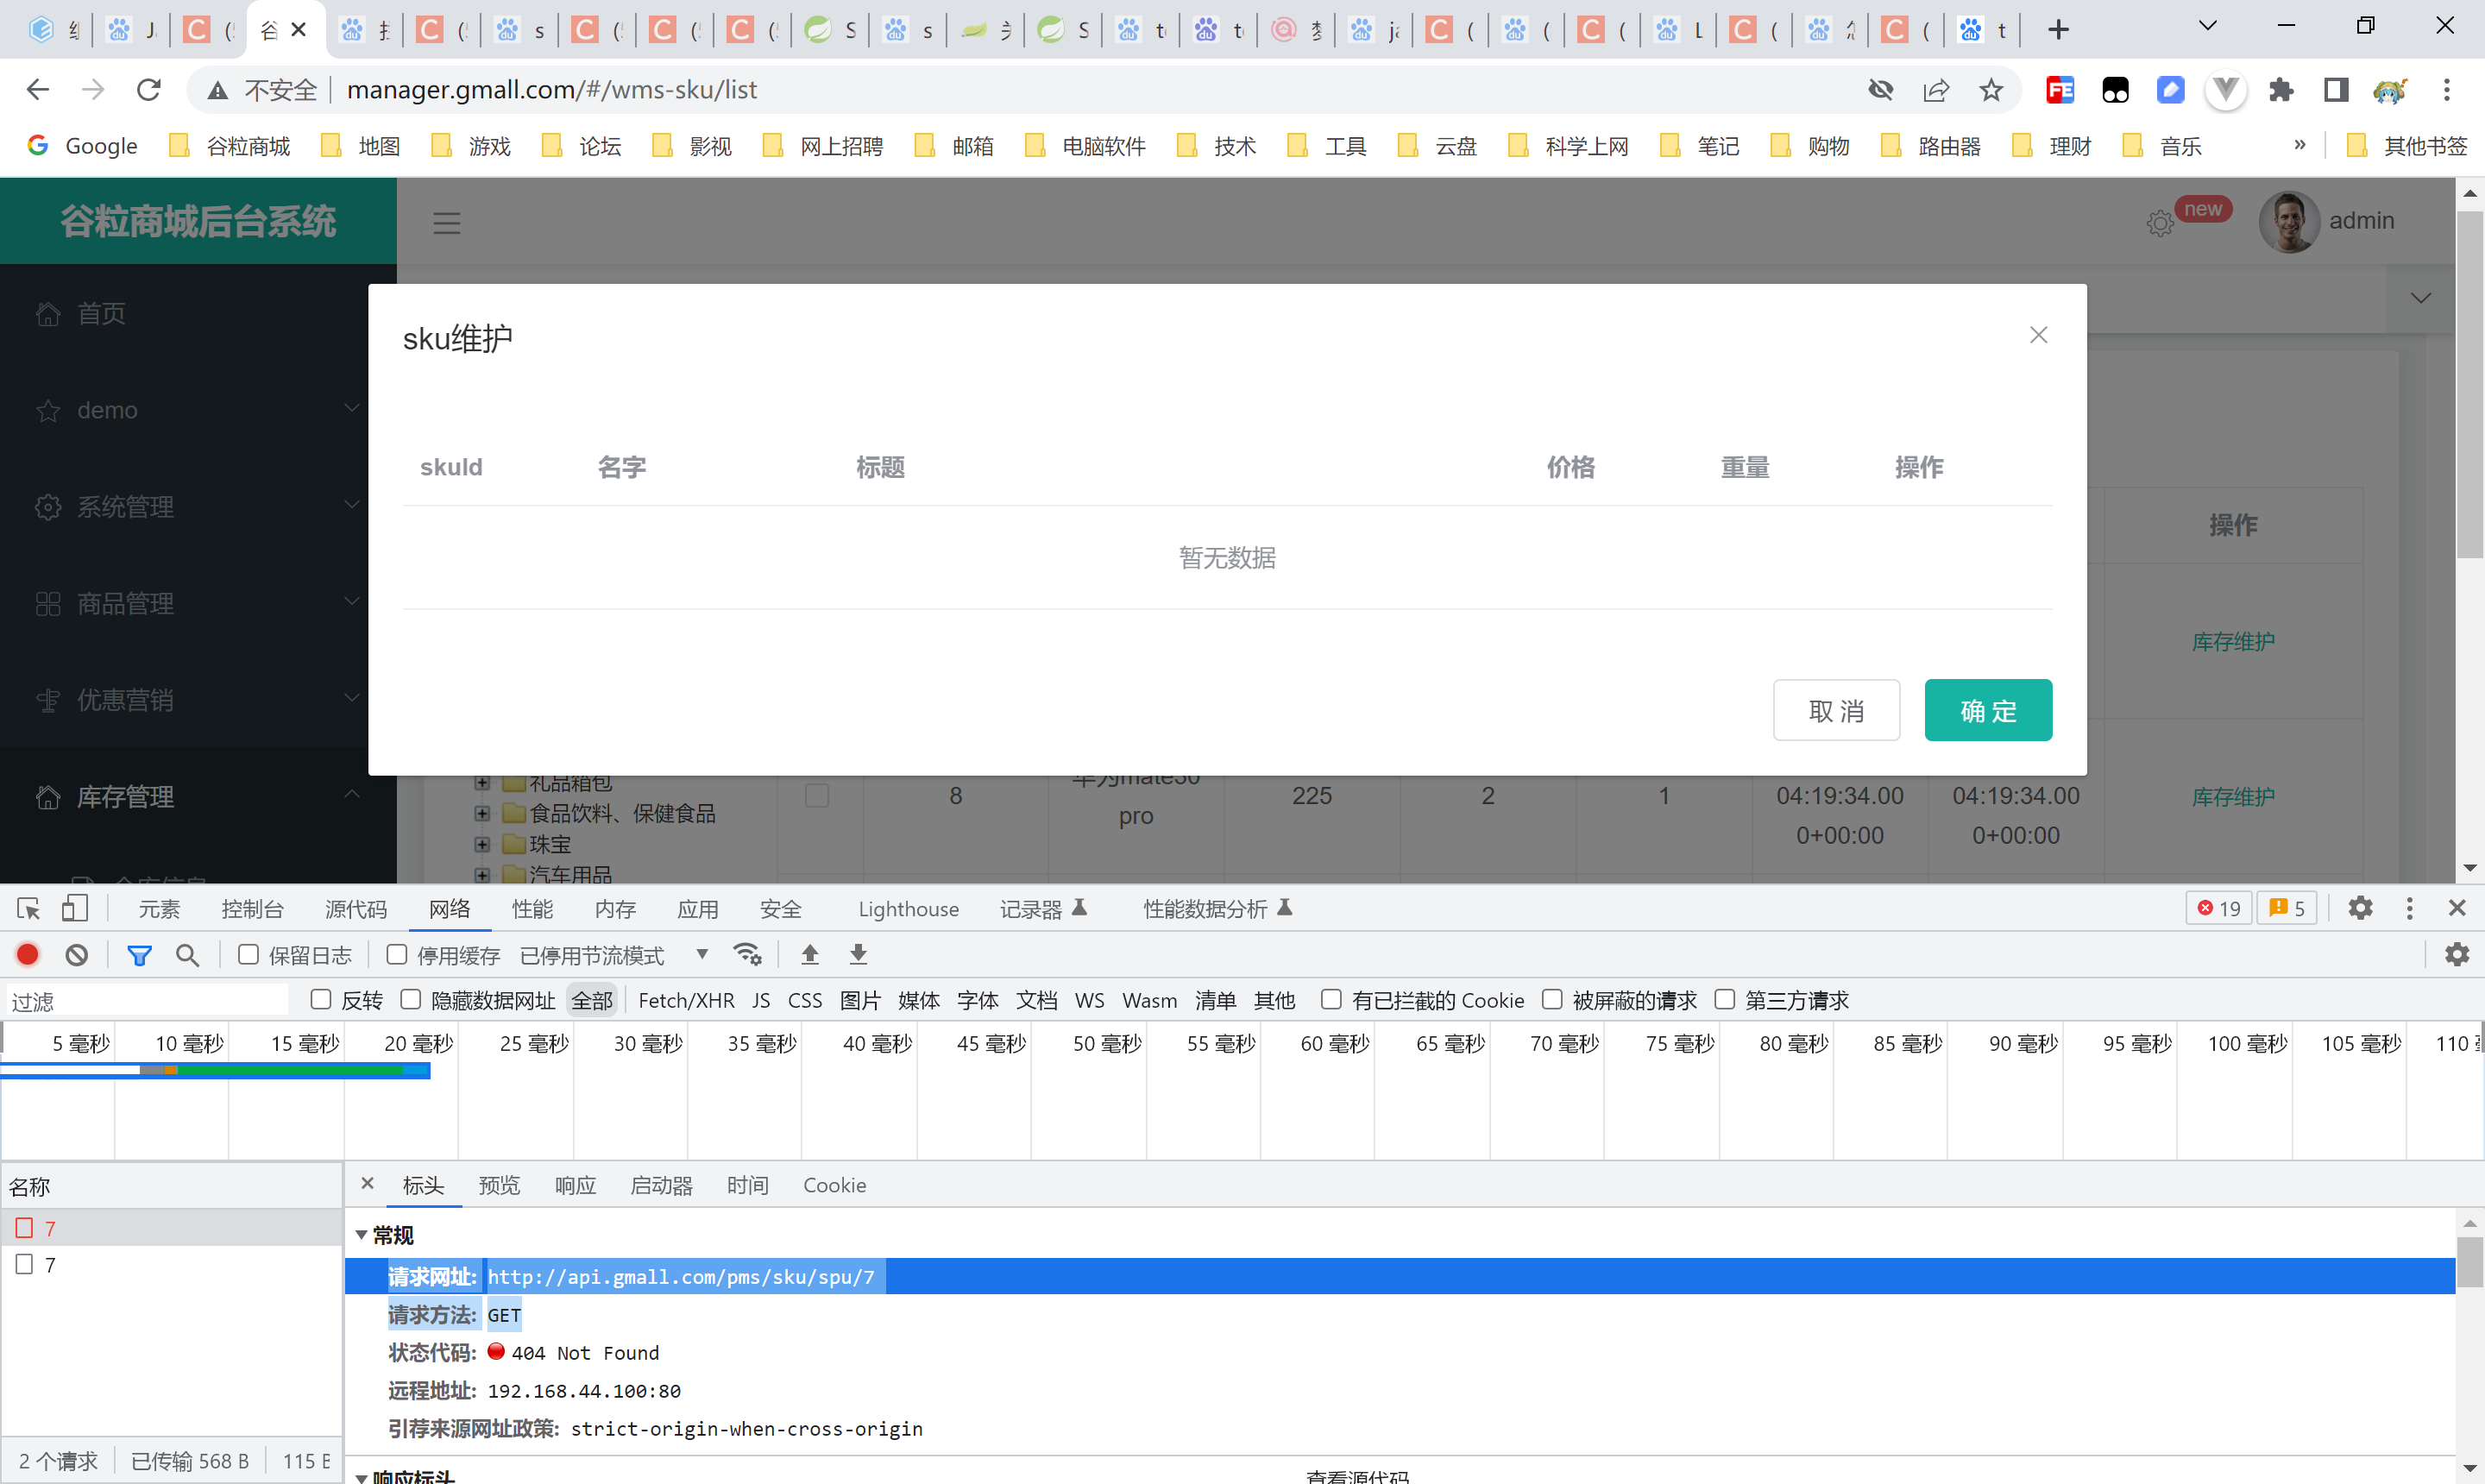 不安全 manager.gmall.com/#/wms-sku/list
Google 谷粒商城 地图 游戏 论坛 影视 网上招聘 邮箱 电脑软件 技术 工具 云盘 科学上网 笔记 购物 路由器 理财 音乐 » 其他书签
谷粒商城后台系统
new
admin
首页
demo
系统管理
商品管理
优惠营销
库存管理
sku维护
skuId 名字 标题 价格 重量 操作
暂无数据
取 消 确 定
操作
库存维护
礼品箱包
食品饮料、保健食品
珠宝
汽车用品
8 华为mate30 pro 225 2 1 04:19:34.00 04:19:34.00 库存维护
0+00:00 0+00:00
元素 控制台 源代码 网络 性能 内存 应用 安全 Lighthouse 记录器 性能数据分析 19 5
保留日志 停用缓存 已停用节流模式
过滤 反转 隐藏数据网址 全部 Fetch/XHR JS CSS 图片 媒体 字体 文档 WS Wasm 清单 其他 有已拦截的 Cookie 被屏蔽的请求 第三方请求
5 毫秒 10 毫秒 15 毫秒 20 毫秒 25 毫秒 30 毫秒 35 毫秒 40 毫秒 45 毫秒 50 毫秒 55 毫秒 60 毫秒 65 毫秒 70 毫秒 75 毫秒 80 毫秒 85 毫秒 90 毫秒 95 毫秒 100 毫秒 105 毫秒 110
名称
7
7
2 个请求 已传输 568 B 115 B
标头 预览 响应 启动器 时间 Cookie
常规
请求网址: http://api.gmall.com/pms/sku/spu/7
请求方法: GET
状态代码: 404 Not Found
远程地址: 192.168.44.100:80
引荐来源网址政策: strict-origin-when-cross-origin
响应标头 查看源代码